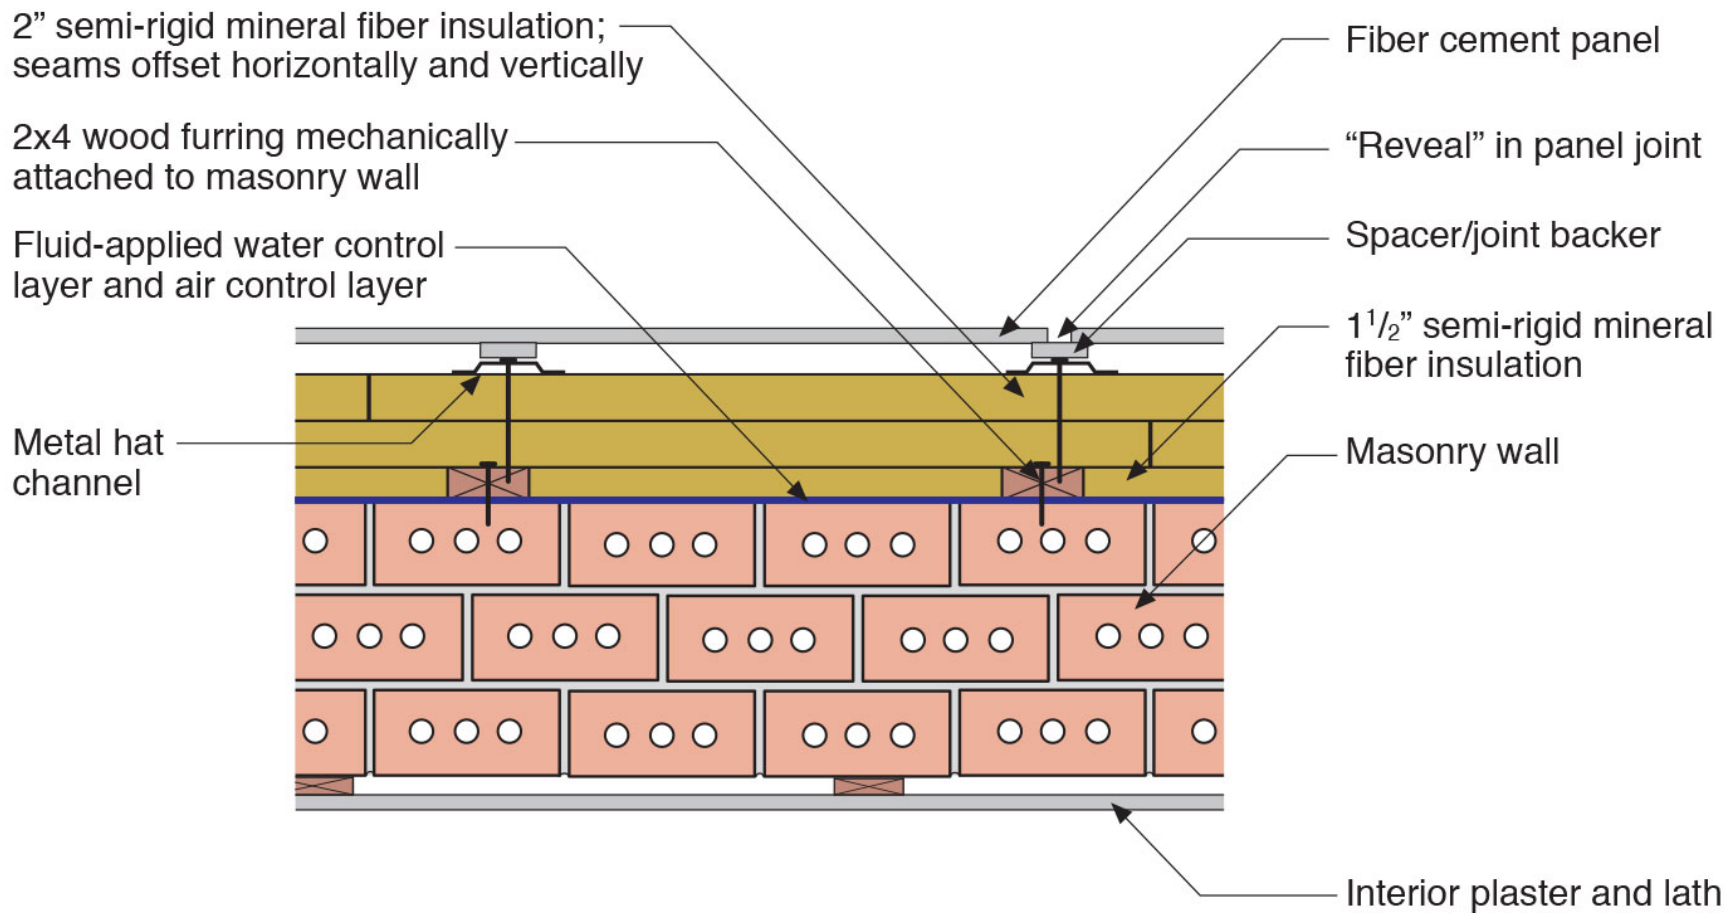 2” semi-rigid mineral fiber insulation;
seams offset horizontally and vertically
2x4 wood furring mechanically
attached to masonry wall
Fluid-applied water control
layer and air control layer
Metal hat
channel
Fiber cement panel
“Reveal” in panel joint
Spacer/joint backer
1 1/2” semi-rigid mineral
fiber insulation
Masonry wall
Interior plaster and lath